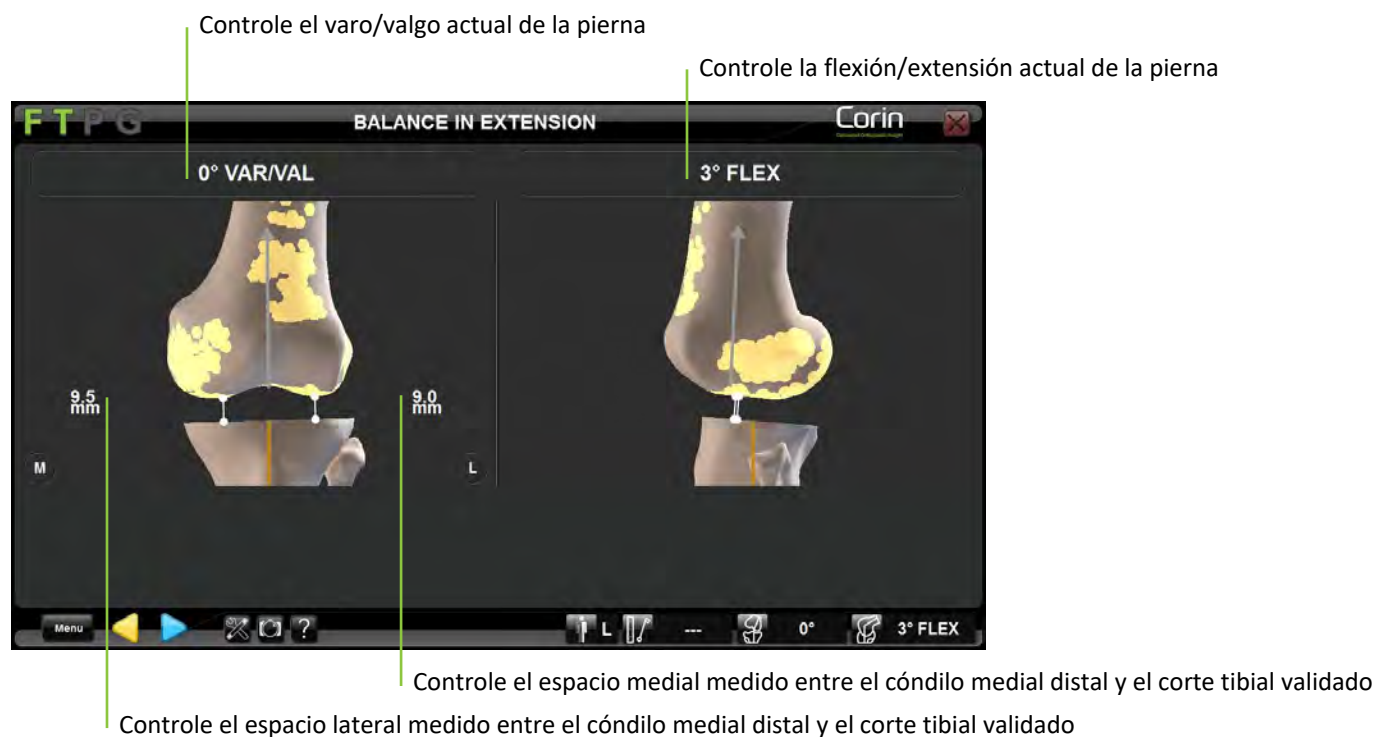 Controle el varo/valgo actual de la pierna
Controle la flexión/extensión actual de la pierna
F T P G
BALANCE IN EXTENSION
Corin
0° VAR/VAL
3° FLEX
9.5 mm
9.0 mm
M
L
Menu
?
L
---
0°
3° FLEX
Controle el espacio medial medido entre el cóndilo medial distal y el corte tibial validado
Controle el espacio lateral medido entre el cóndilo medial distal y el corte tibial validado